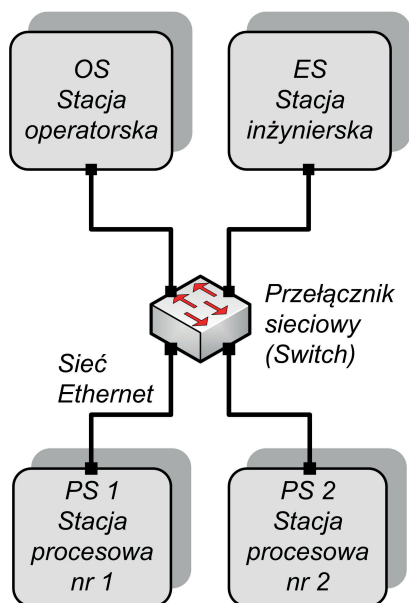 OS
Stacja
operatorska
ES
Stacja
inżynierska
Przełącznik
sieciowy
(Switch)
Sieć
Ethernet
PS 1
Stacja
procesowa
nr 1
PS 2
Stacja
procesowa
nr 2